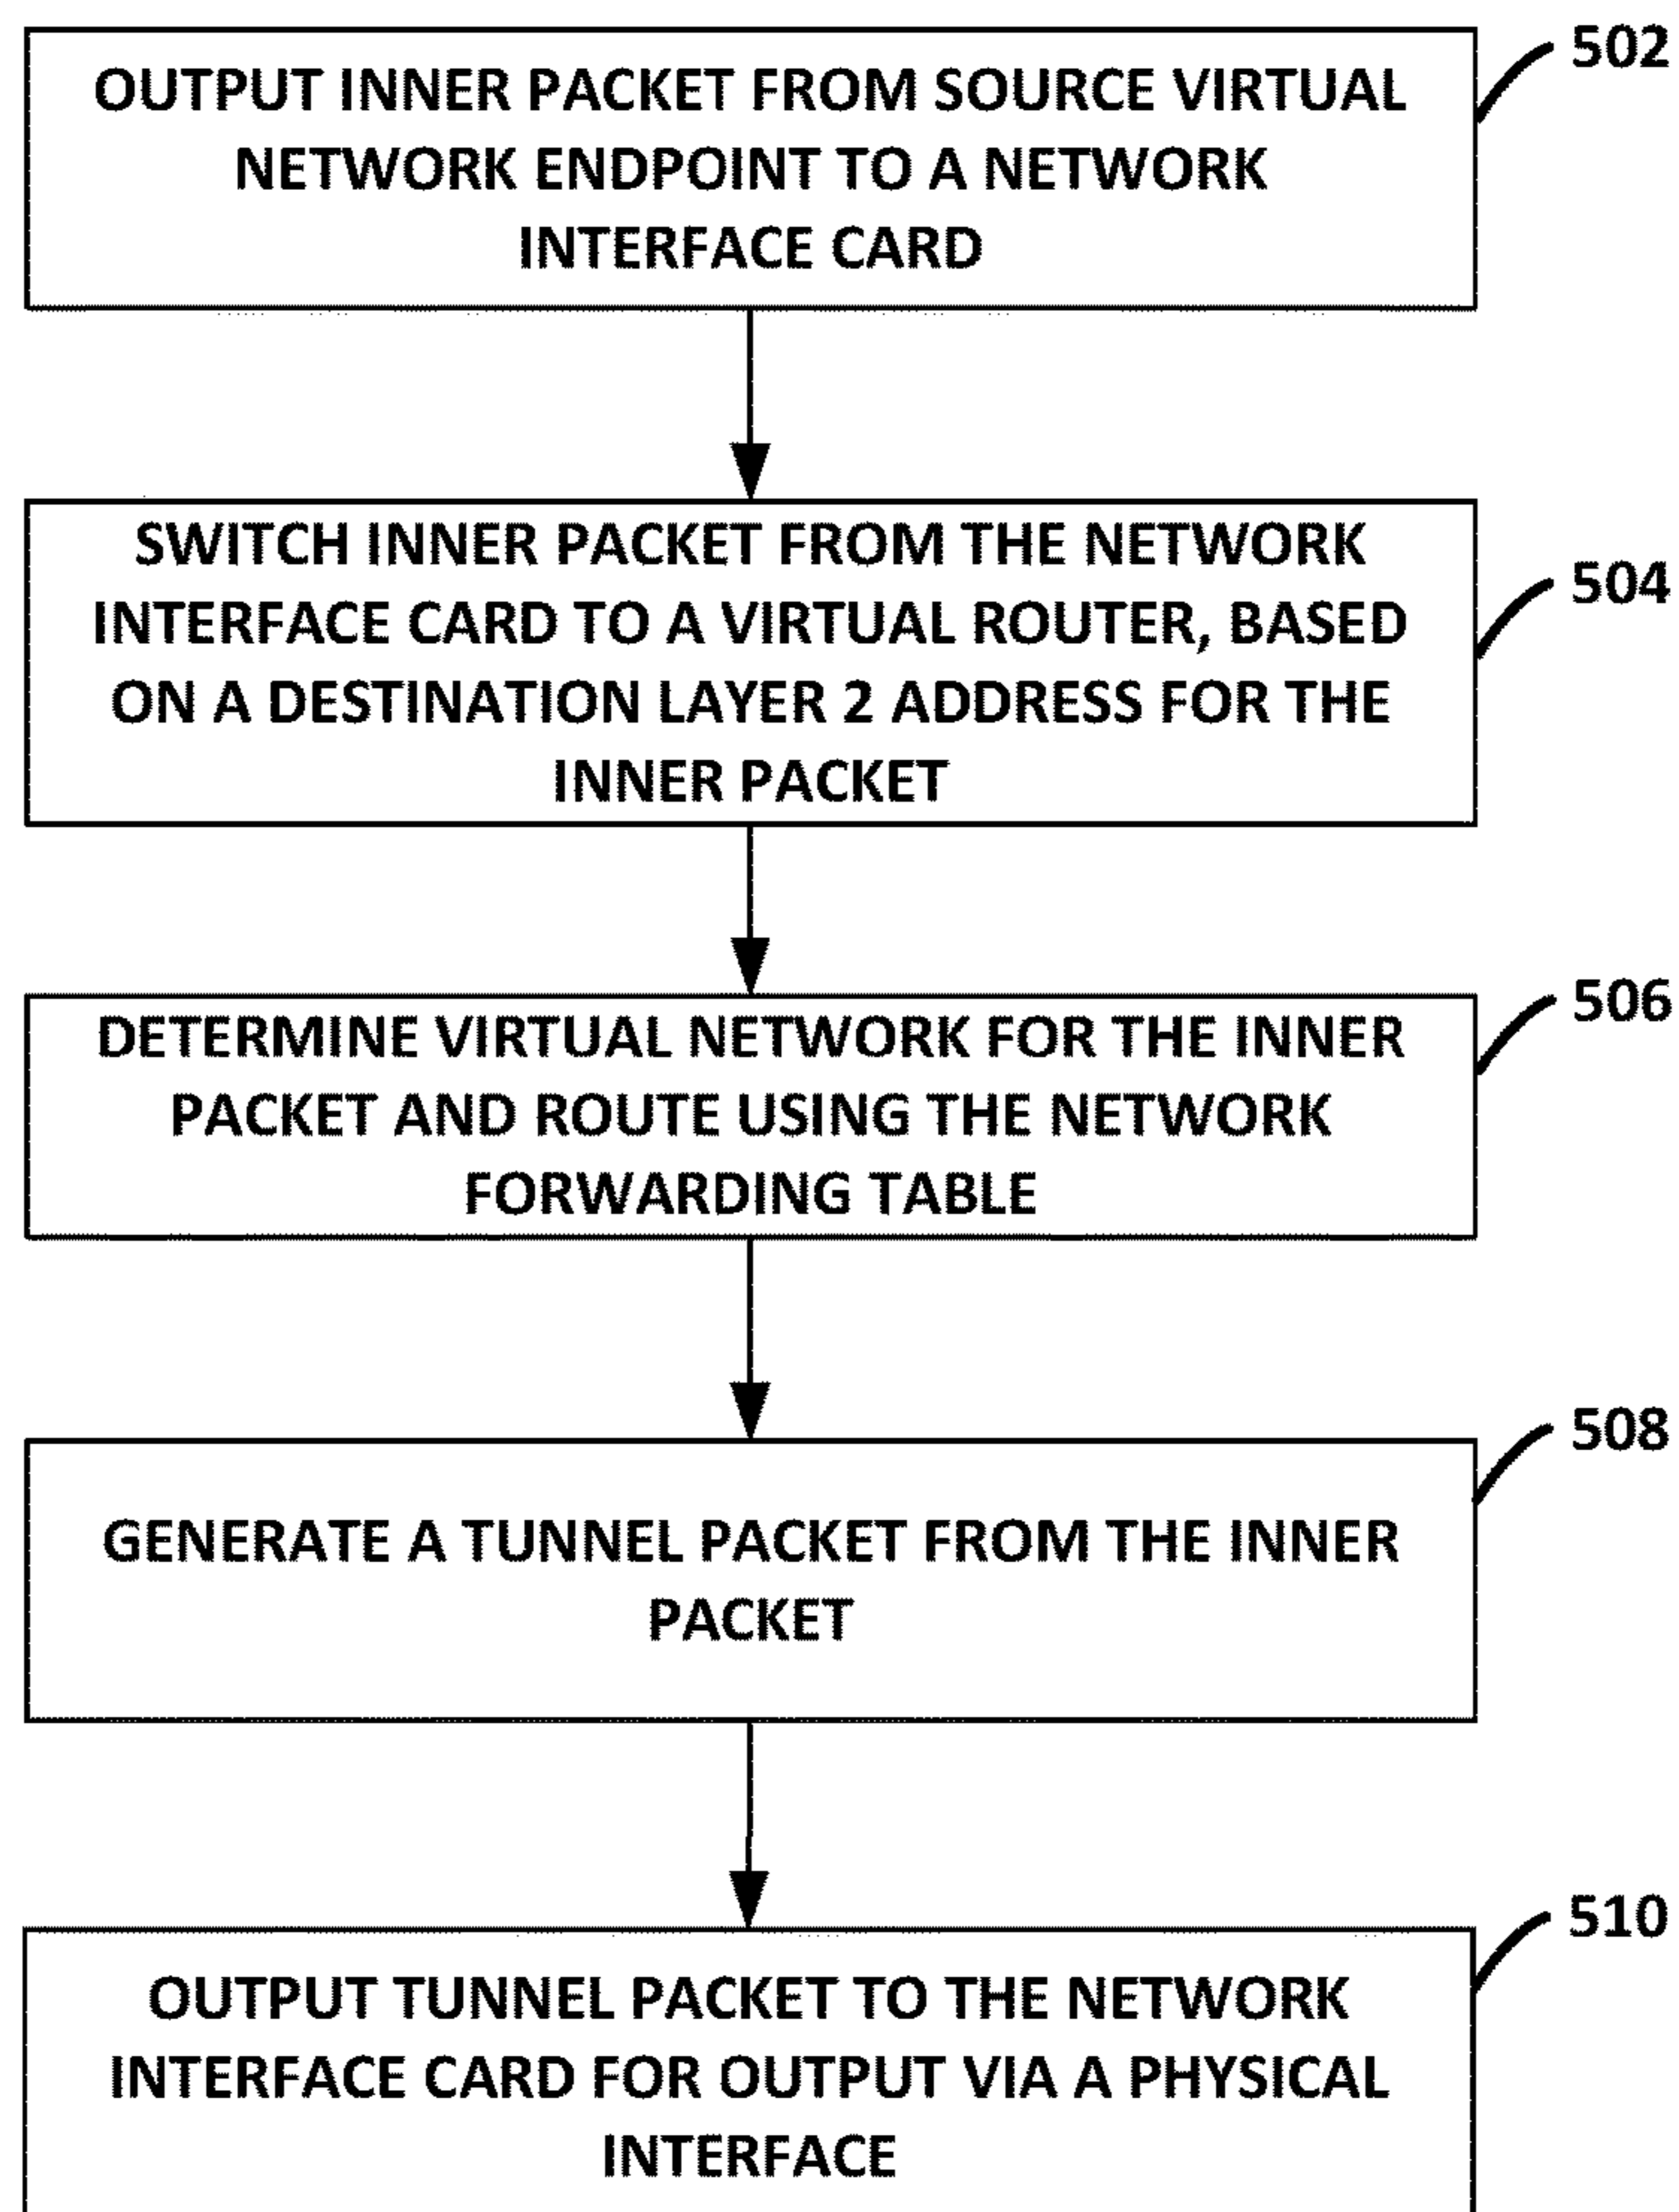 OUTPUT INNER PACKET FROM SOURCE VIRTUAL
NETWORK ENDPOINT TO A NETWORK
INTERFACE CARD
502
SWITCH INNER PACKET FROM THE NETWORK
INTERFACE CARD TO A VIRTUAL ROUTER, BASED
ON A DESTINATION LAYER 2 ADDRESS FOR THE
INNER PACKET
504
DETERMINE VIRTUAL NETWORK FOR THE INNER
PACKET AND ROUTE USING THE NETWORK
FORWARDING TABLE
506
GENERATE A TUNNEL PACKET FROM THE INNER
PACKET
508
OUTPUT TUNNEL PACKET TO THE NETWORK
INTERFACE CARD FOR OUTPUT VIA A PHYSICAL
INTERFACE
510